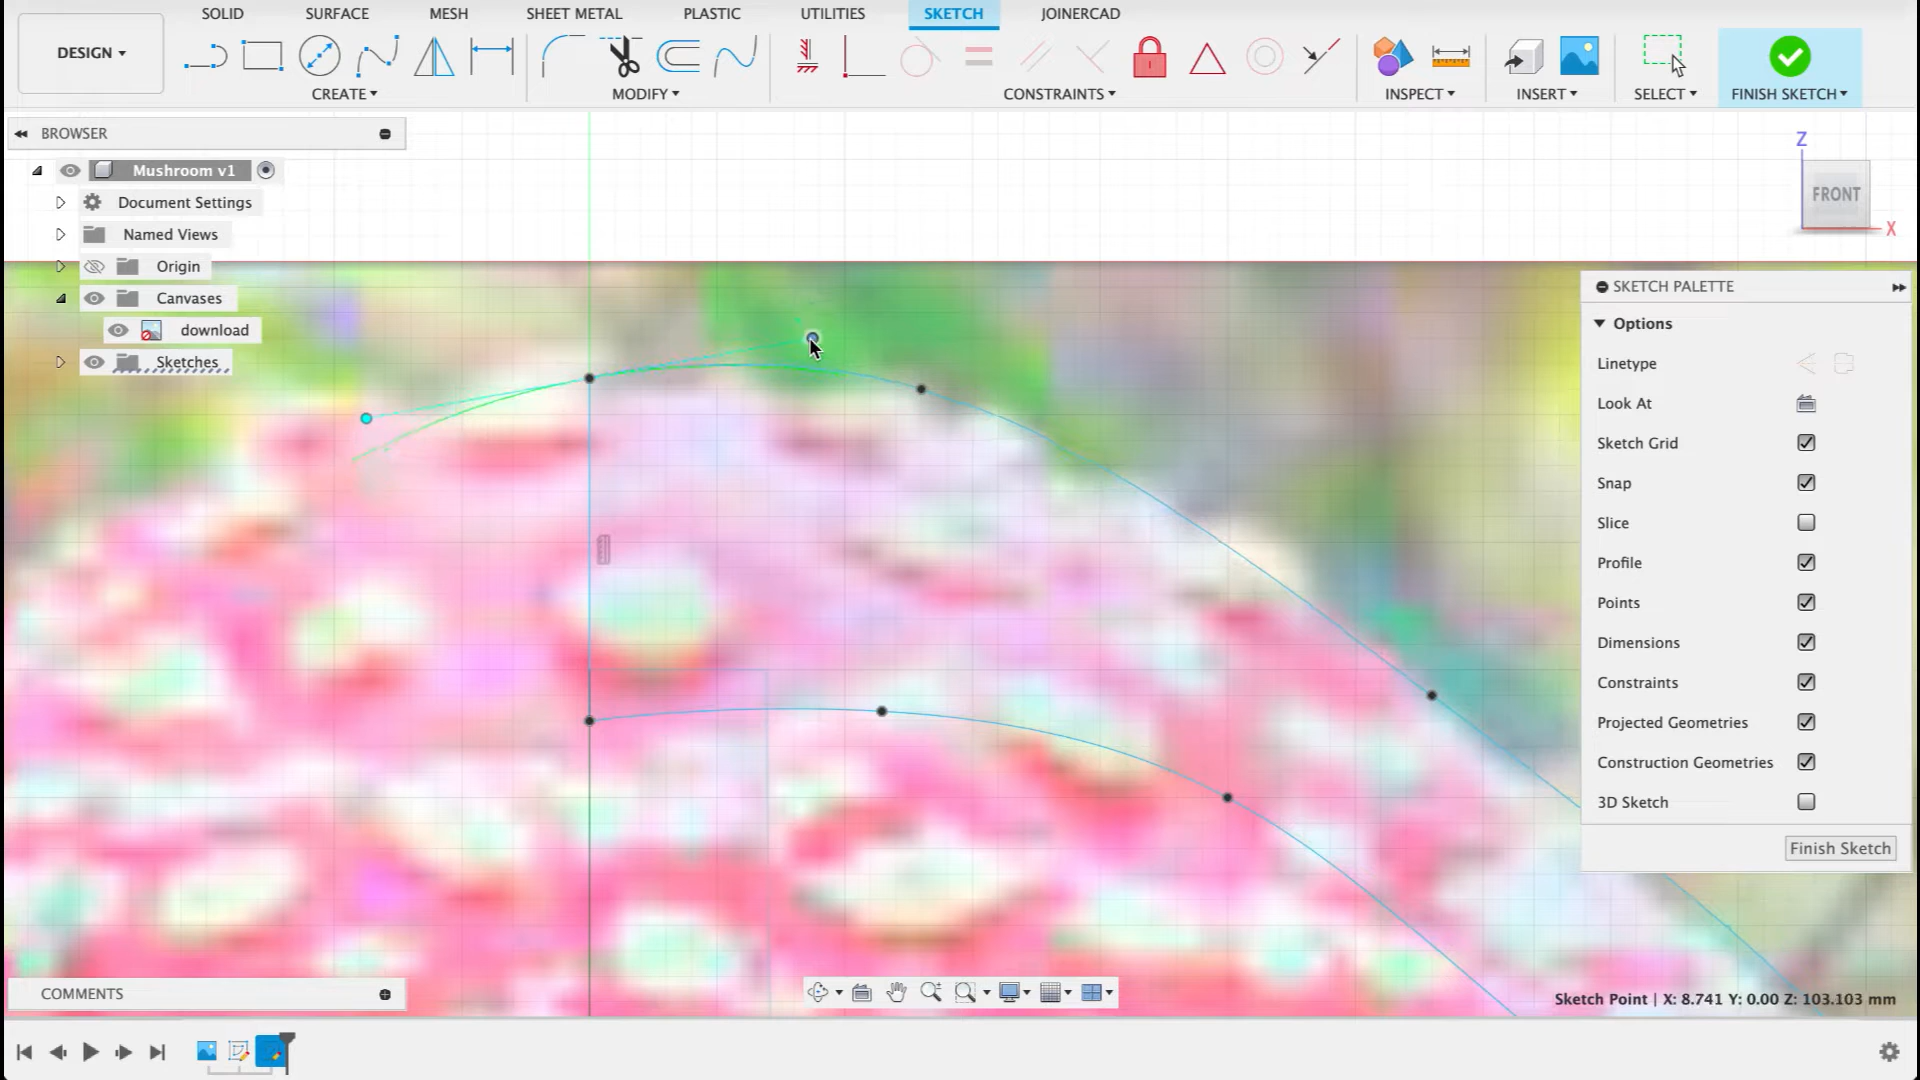 SOLID SURFACE MESH SHEET METAL PLASTIC UTILITIES SKETCH JOINERCAD
DESIGN
CREATE MODIFY CONSTRAINTS INSPECT INSERT SELECT FINISH SKETCH
BROWSER
Mushroom v1
Document Settings
Named Views
Origin
Canvases
download
Sketches
Z
FRONT
X
SKETCH PALETTE
Options
Linetype
Look At
Sketch Grid
Snap
Slice
Profile
Points
Dimensions
Constraints
Projected Geometries
Construction Geometries
3D Sketch
Finish Sketch
COMMENTS
Sketch Point | X: 8.741 Y: 0.00 Z: 103.103 mm